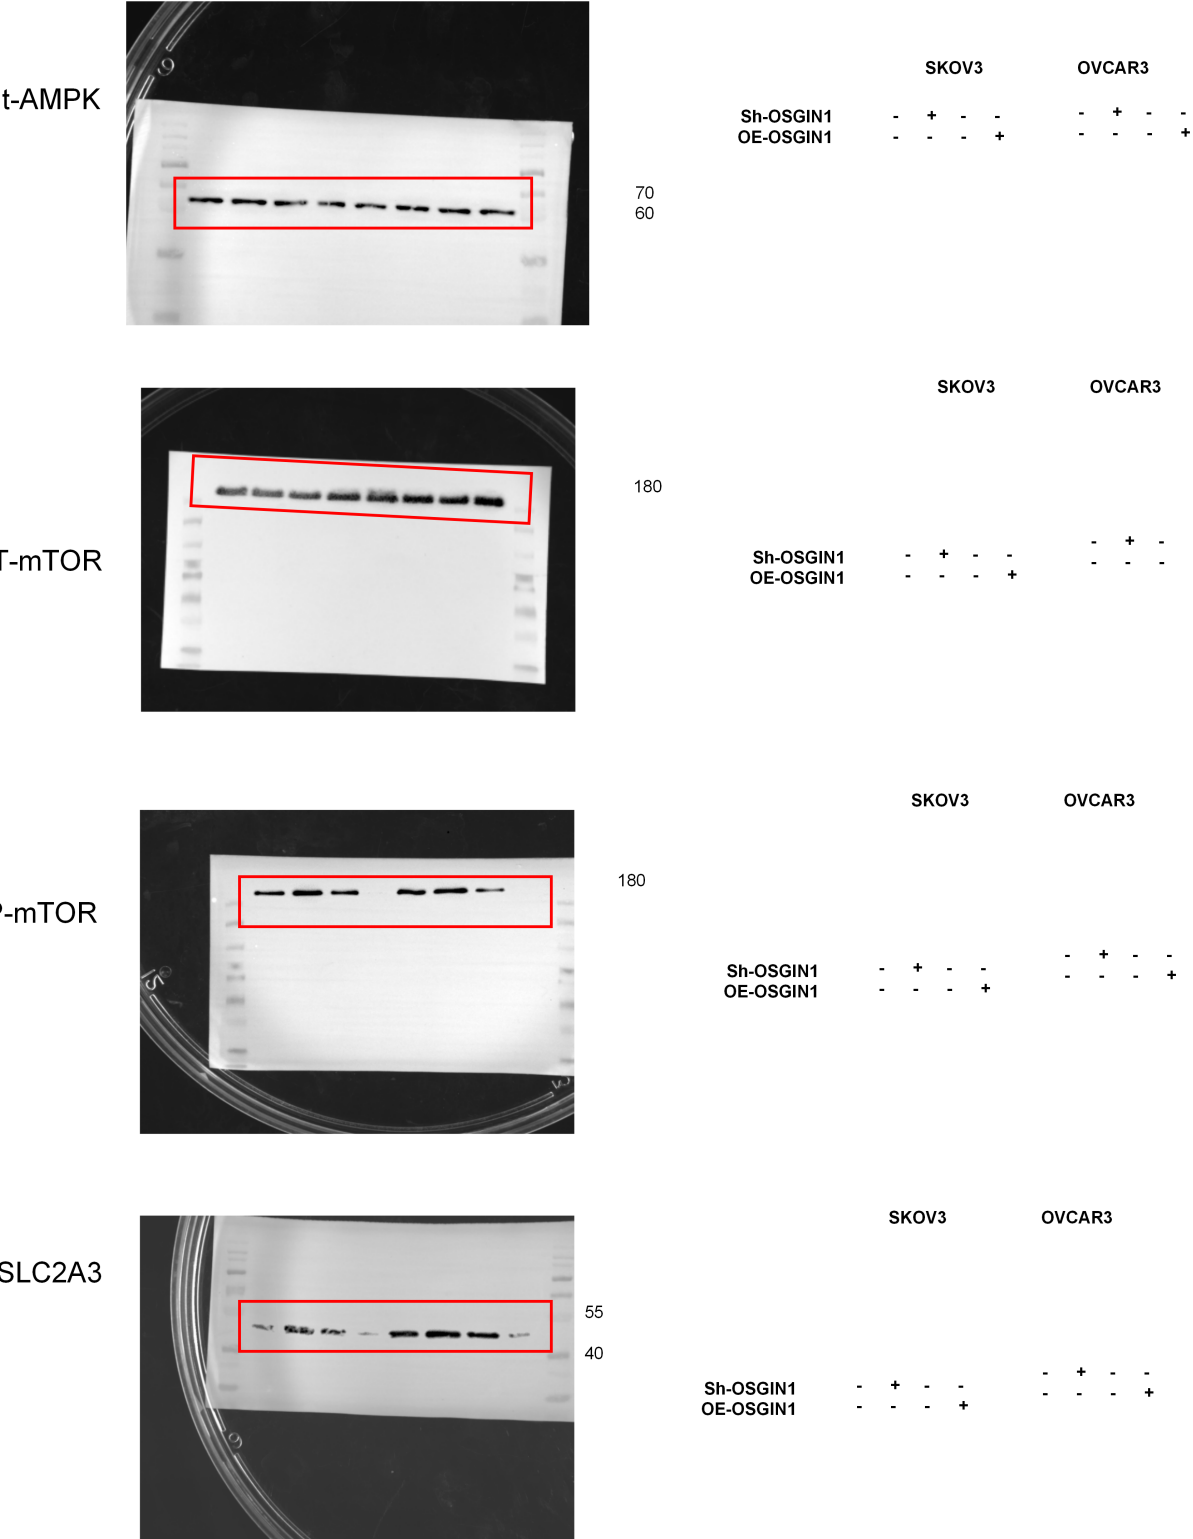 SKOV3 OVCAR3
t-AMPK
Sh-OSGIN1 - + - - - + - -
OE-OSGIN1 - - - + - - - +
70
60
SKOV3 OVCAR3
180
T-mTOR
Sh-OSGIN1 - + - - - + -
OE-OSGIN1 - - - + - - -
SKOV3 OVCAR3
180
P-mTOR
Sh-OSGIN1 - + - - - + - -
OE-OSGIN1 - - - + - - - +
15
SKOV3 OVCAR3
SLC2A3
55
40
Sh-OSGIN1 - + - - - + - -
OE-OSGIN1 - - - + - - - +